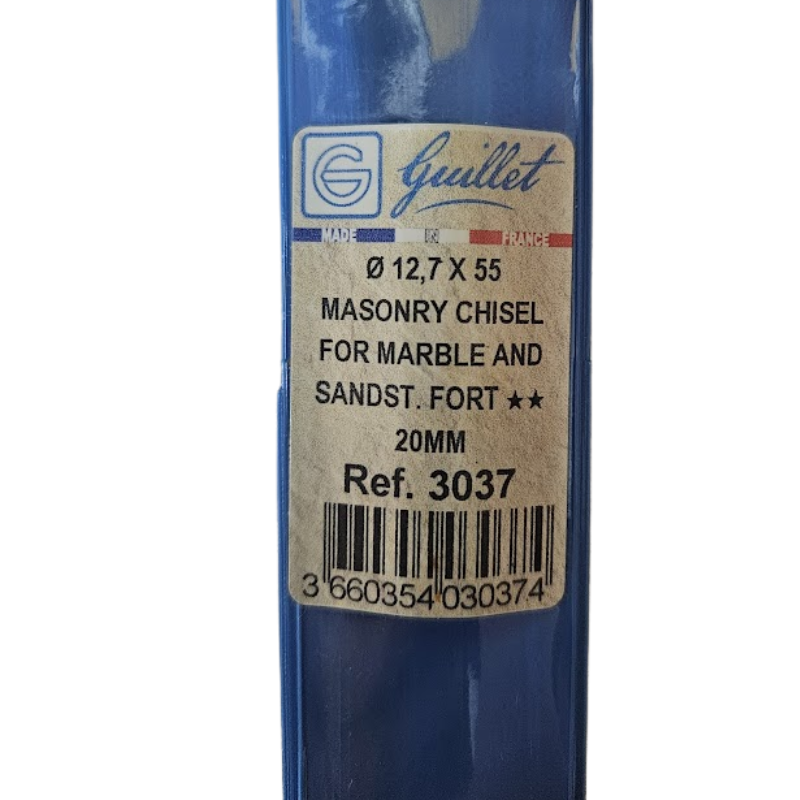 G Guillet
MADE IN FRANCE
Ø 12,7 X 55
MASONRY CHISEL
FOR MARBLE AND
SANDST. FORT ★★
20MM
Ref. 3037
3 660354 030374